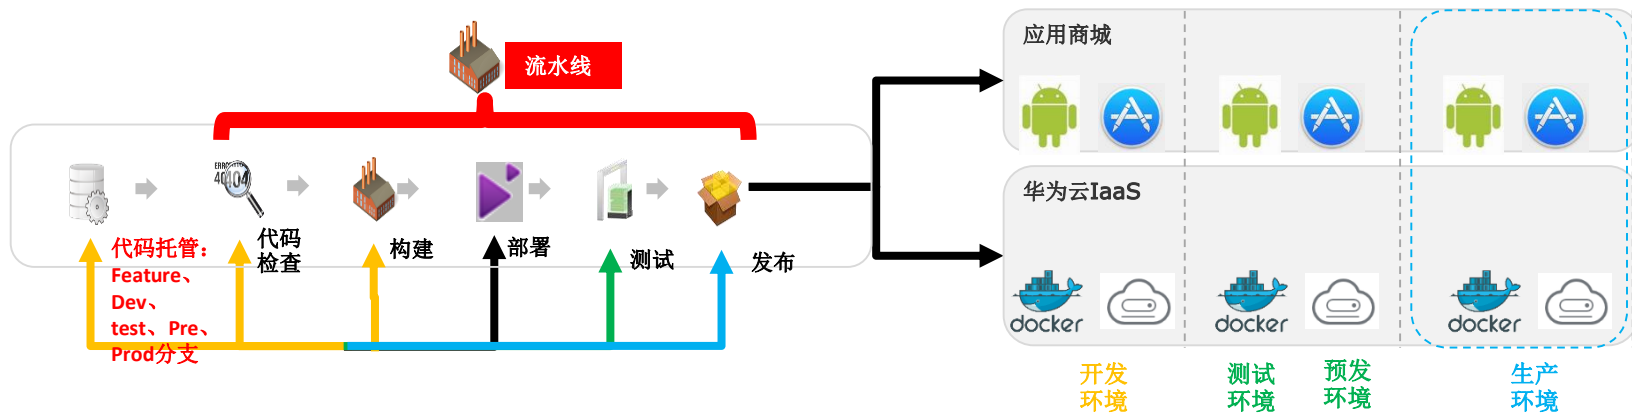 流水线
代码托管：
Feature、
Dev、
test、Pre、
Prod分支
ERROR
40404
代码
检查
构建
部署
测试
发布
应用商城
华为云IaaS
docker
docker
docker
开发
环境
测试
环境
预发
环境
生产
环境